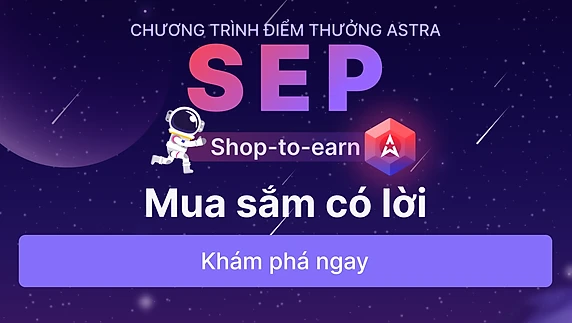 CHƯƠNG TRÌNH ĐIỂM THƯỞNG ASTRA
SEP
Shop-to-earn
Mua sắm có lời
Khám phá ngay